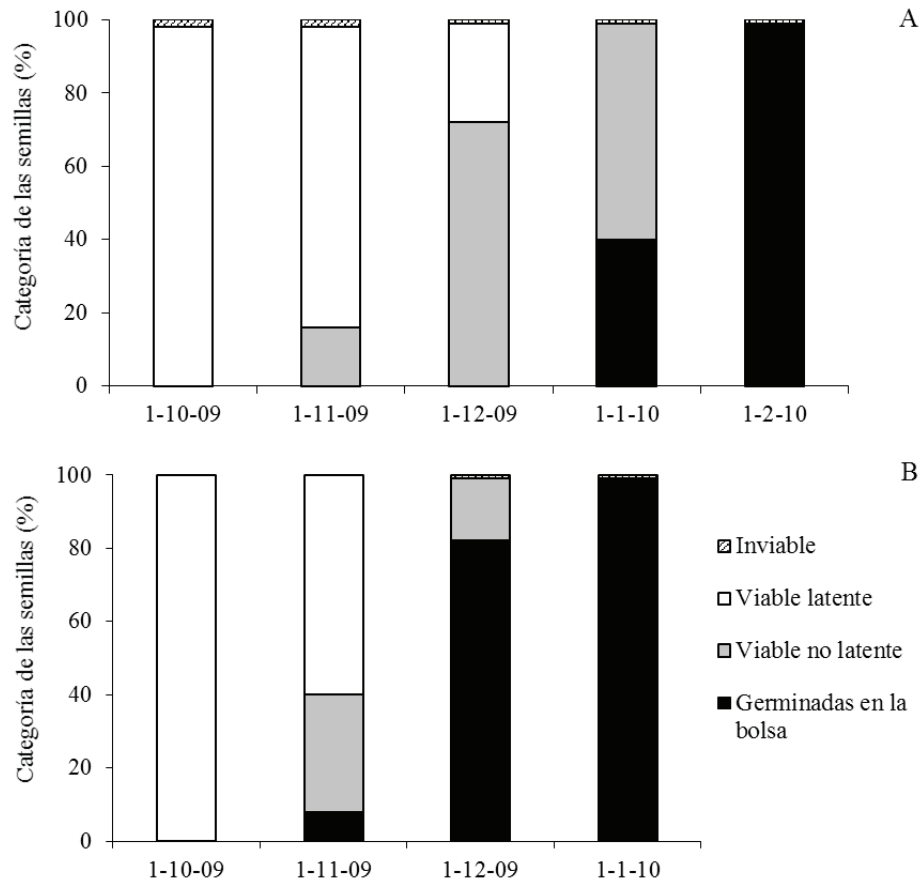 A
Categoría de las semillas (%)
100
80
60
40
20
0
1-10-09 1-11-09 1-12-09 1-1-10 1-2-10
B
Categoría de las semillas (%)
100
80
60
40
20
0
1-10-09 1-11-09 1-12-09 1-1-10
Inviable
Viable latente
Viable no latente
Germinadas en la
bolsa